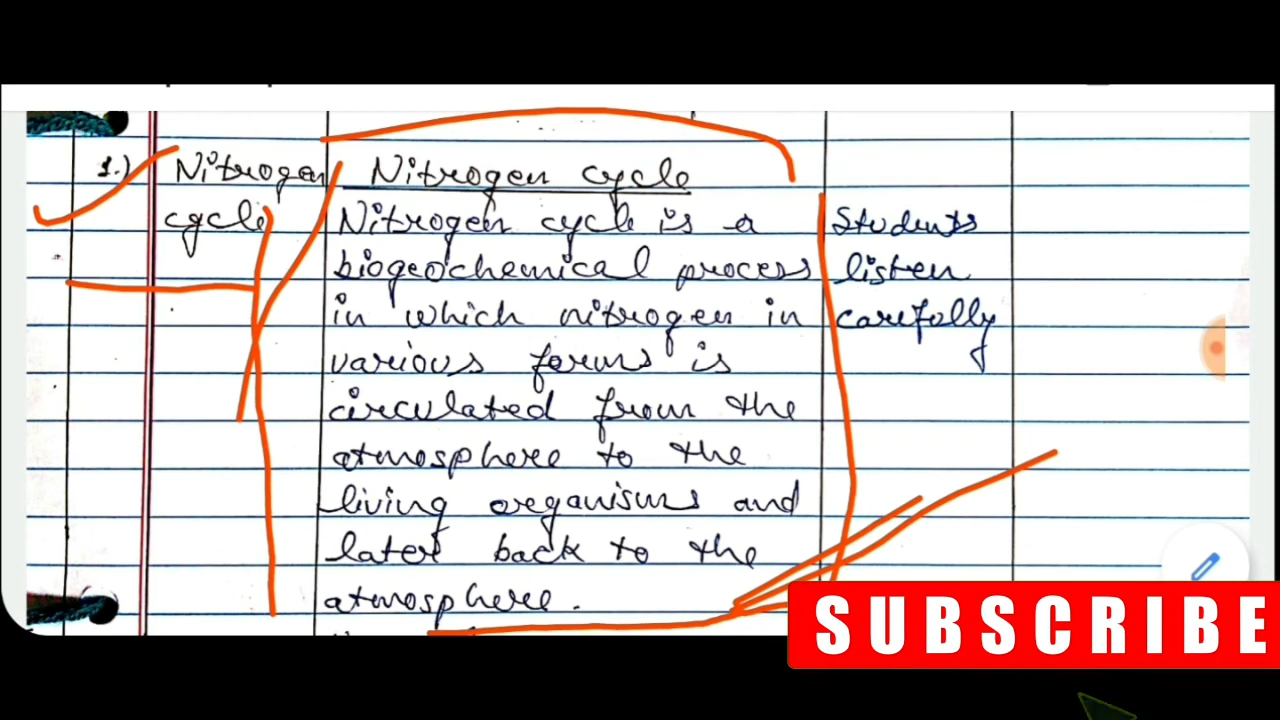 1.) Nitrogen cycle
Nitrogen cycle
Nitrogen cycle is a
biogeochemical process
in which nitrogen in
various forms is
circulated from the
atmosphere to the
living organisms and
later back to the
atmosphere.
Students
listen
carefully
SUBSCRIBE